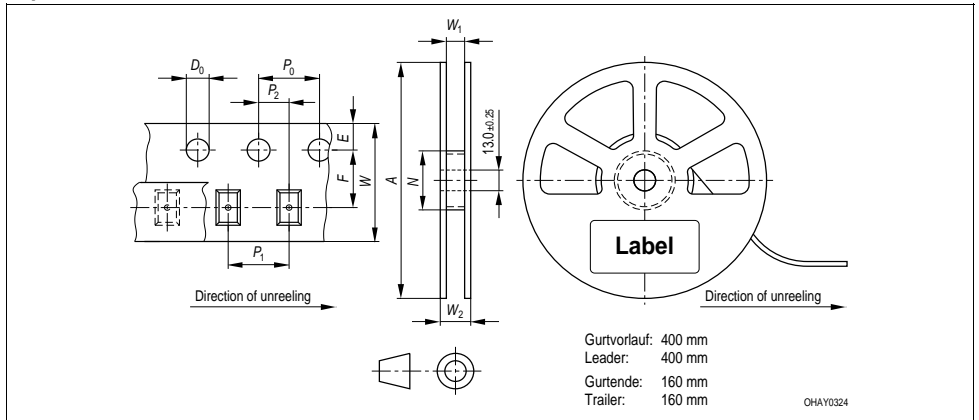 W1
D0
P0
P2
E
F
W
A
N
13.0 ±0.25
P1
W2
Label
Direction of unreeling
Direction of unreeling
Gurtvorlauf: 400 mm
Leader: 400 mm
Gurtende: 160 mm
Trailer: 160 mm
OHAY0324